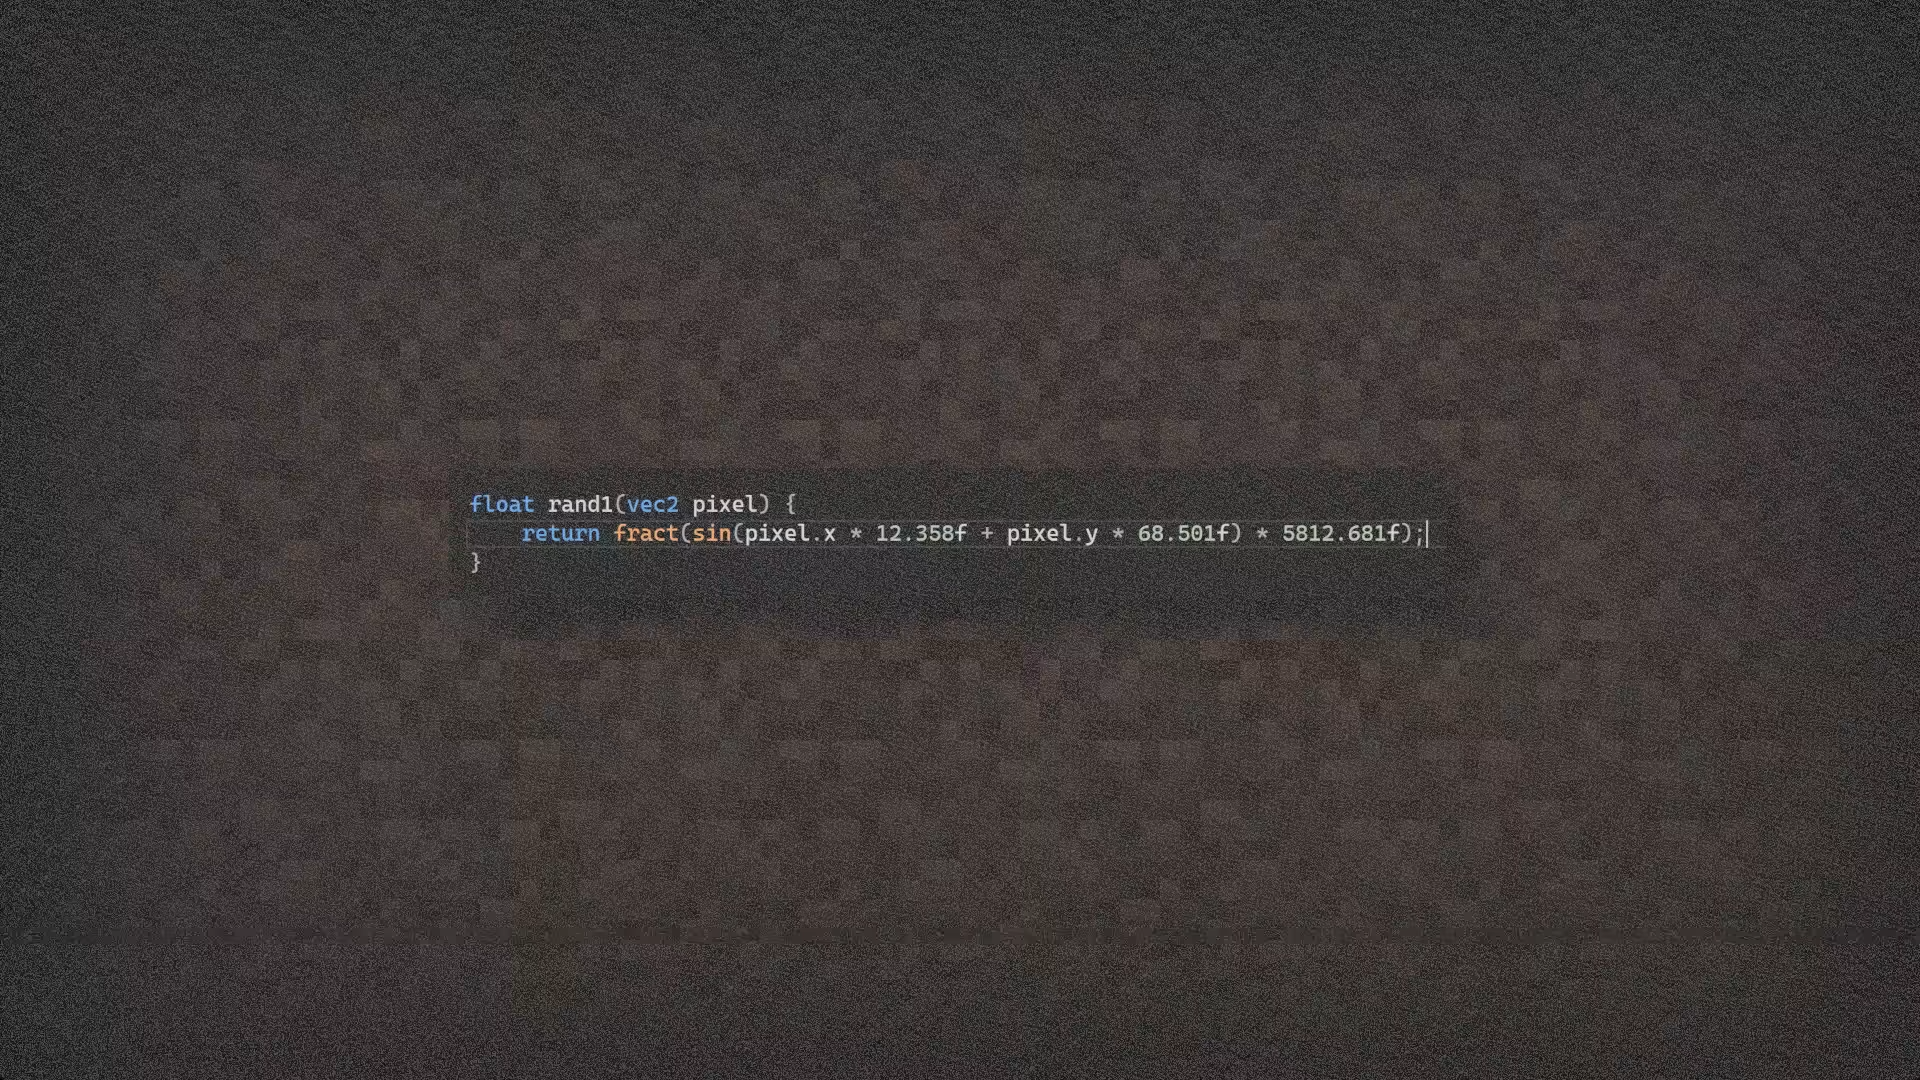 float rand1(vec2 pixel) {
    return fract(sin(pixel.x * 12.358f + pixel.y * 68.501f) * 5812.681f);
}